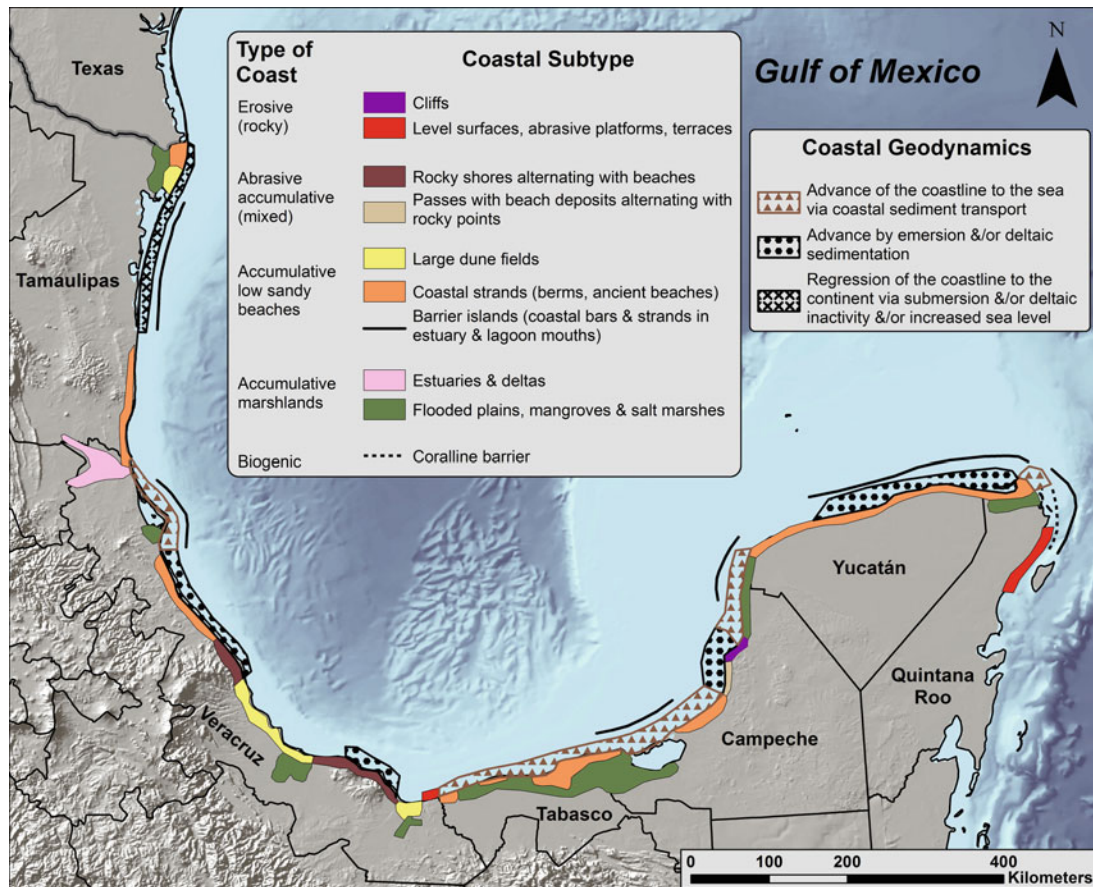 Texas
Tamaulipas
Veracruz
Tabasco
Campeche
Yucatán
Quintana
Roo
Gulf of Mexico
N
Type of
Coast
Coastal Subtype
Erosive
(rocky)
Cliffs
Level surfaces, abrasive platforms, terraces
Abrasive
accumulative
(mixed)
Rocky shores alternating with beaches
Passes with beach deposits alternating with
rocky points
Accumulative
low sandy
beaches
Large dune fields
Coastal strands (berms, ancient beaches)
Barrier islands (coastal bars & strands in
estuary & lagoon mouths)
Accumulative
marshlands
Estuaries & deltas
Flooded plains, mangroves & salt marshes
Biogenic
Coralline barrier
Coastal Geodynamics
Advance of the coastline to the sea
via coastal sediment transport
Advance by emersion &/or deltaic
sedimentation
Regression of the coastline to the
continent via submersion &/or deltaic
inactivity &/or increased sea level
0 100 200 400
Kilometers